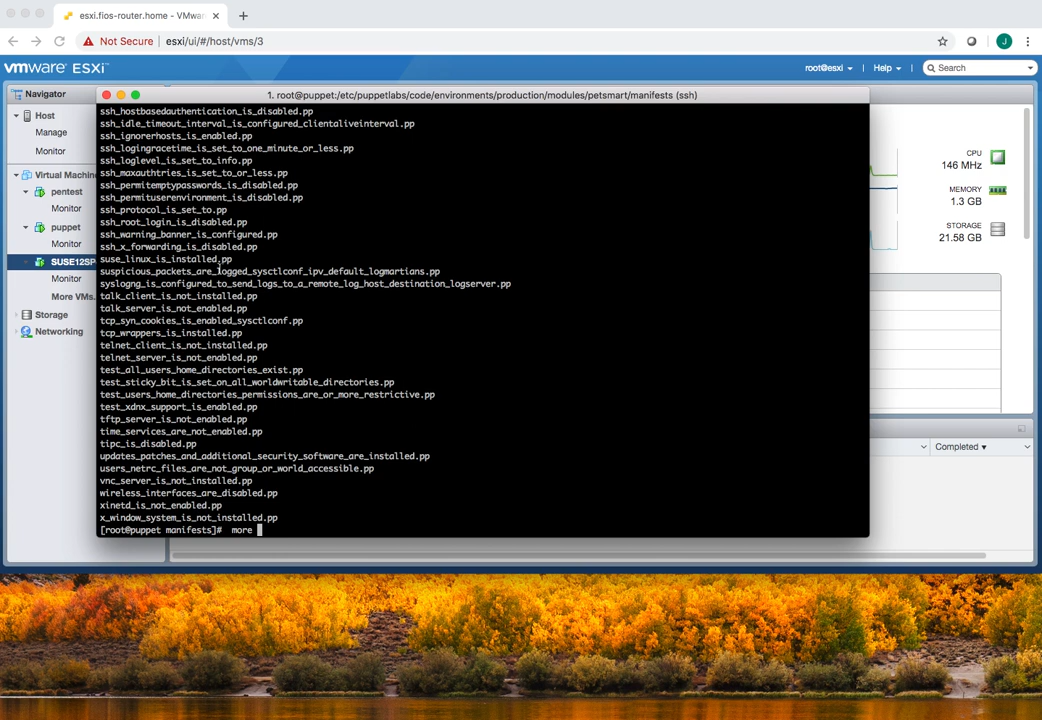 esxi.fios-router.home - VMwar
Not Secure
esxi/ui/#/host/vms/3
J
vmware ESXi
root@esxi
Help
Search
Navigator
Host
Manage
Monitor
Virtual Machin
pentest
Monitor
puppet
Monitor
SUSE12SP
Monitor
More VMs.
Storage
Networking
1. root@puppet:/etc/puppetlabs/code/environments/production/modules/petsmart/manifests (ssh)
ssh_hostbasedauthentication_is_disabled.pp
ssh_idle_timeout_interval_is_configured_clientaliveinterval.pp
ssh_ignorerhosts_is_enabled.pp
ssh_logingracetime_is_set_to_one_minute_or_less.pp
ssh_loglevel_is_set_to_info.pp
ssh_maxauthtries_is_set_to_or_less.pp
ssh_permitemptypasswords_is_disabled.pp
ssh_permituserenvironment_is_disabled.pp
ssh_protocol_is_set_to.pp
ssh_root_login_is_disabled.pp
ssh_warning_banner_is_configured.pp
ssh_x_forwarding_is_disabled.pp
suse_linux_is_installed.pp
suspicious_packets_are_logged_sysctlconf_ipv_default_logmartians.pp
syslogng_is_configured_to_send_logs_to_a_remote_log_host_destination_logserver.pp
talk_client_is_not_installed.pp
talk_server_is_not_enabled.pp
tcp_syn_cookies_is_enabled_sysctlconf.pp
tcp_wrappers_is_installed.pp
telnet_client_is_not_installed.pp
telnet_server_is_not_enabled.pp
test_all_users_home_directories_exist.pp
test_sticky_bit_is_set_on_all_worldwritable_directories.pp
test_users_home_directories_permissions_are_or_more_restrictive.pp
test_xdnx_support_is_enabled.pp
tftp_server_is_not_enabled.pp
time_services_are_not_enabled.pp
tipc_is_disabled.pp
updates_patches_and_additional_security_software_are_installed.pp
users_netrc_files_are_not_group_or_world_accessible.pp
vnc_server_is_not_installed.pp
wireless_interfaces_are_disabled.pp
xinetd_is_not_enabled.pp
x_window_system_is_not_installed.pp
[root@puppet manifests]#  more
CPU
146 MHz
MEMORY
1.3 GB
STORAGE
21.58 GB
Completed